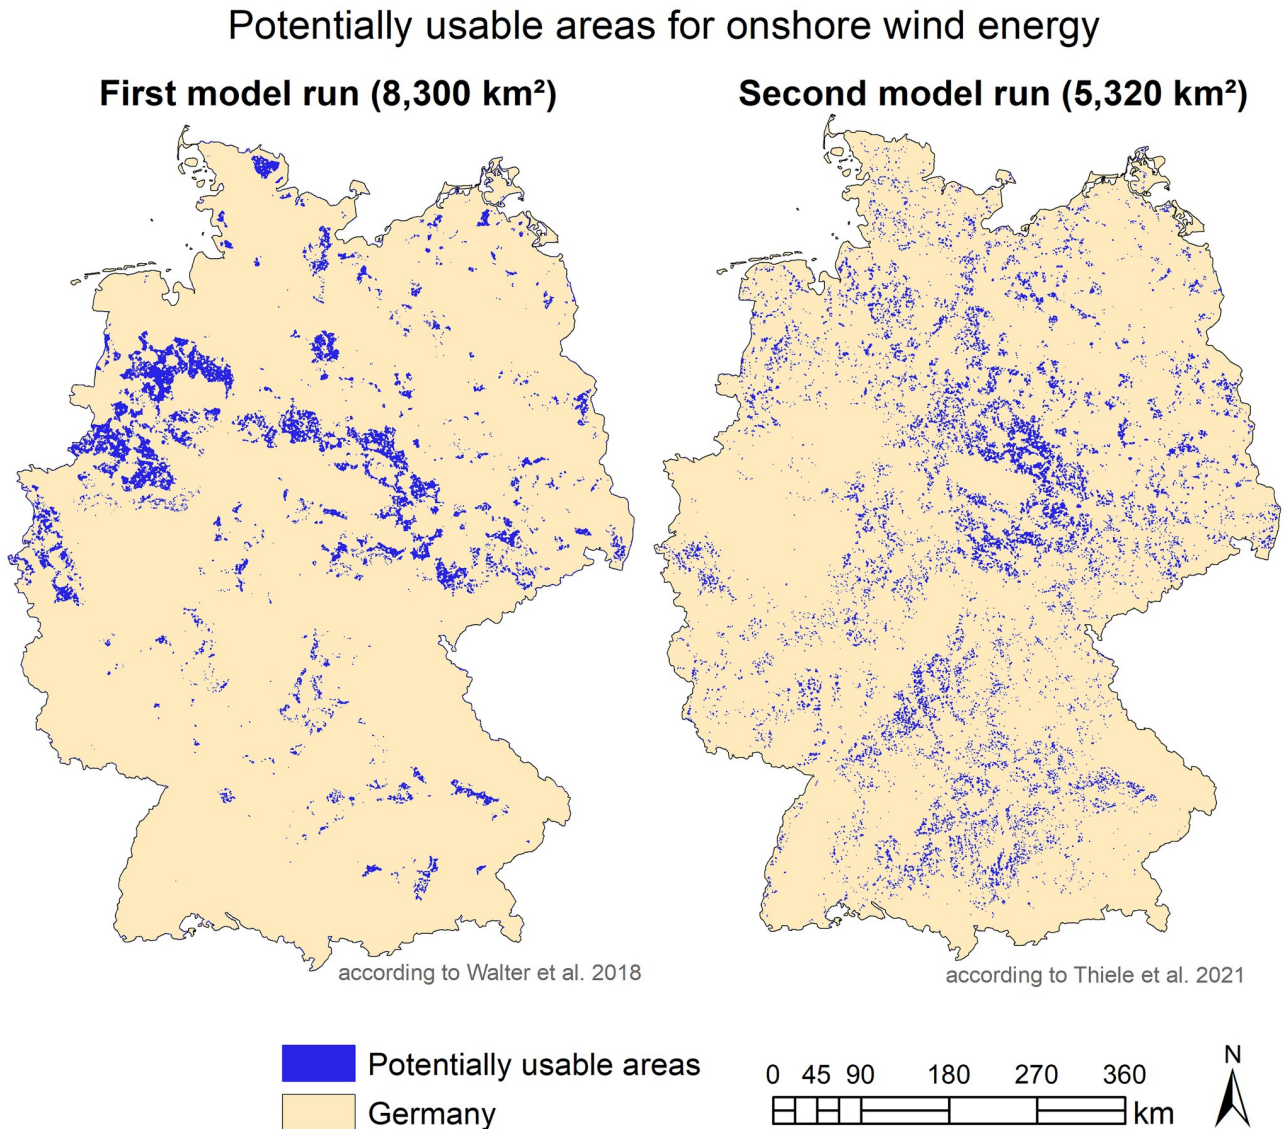 Potentially usable areas for onshore wind energy
First model run (8,300 km²)
Second model run (5,320 km²)
according to Walter et al. 2018
according to Thiele et al. 2021
Potentially usable areas
Germany
0 45 90 180 270 360
km
N